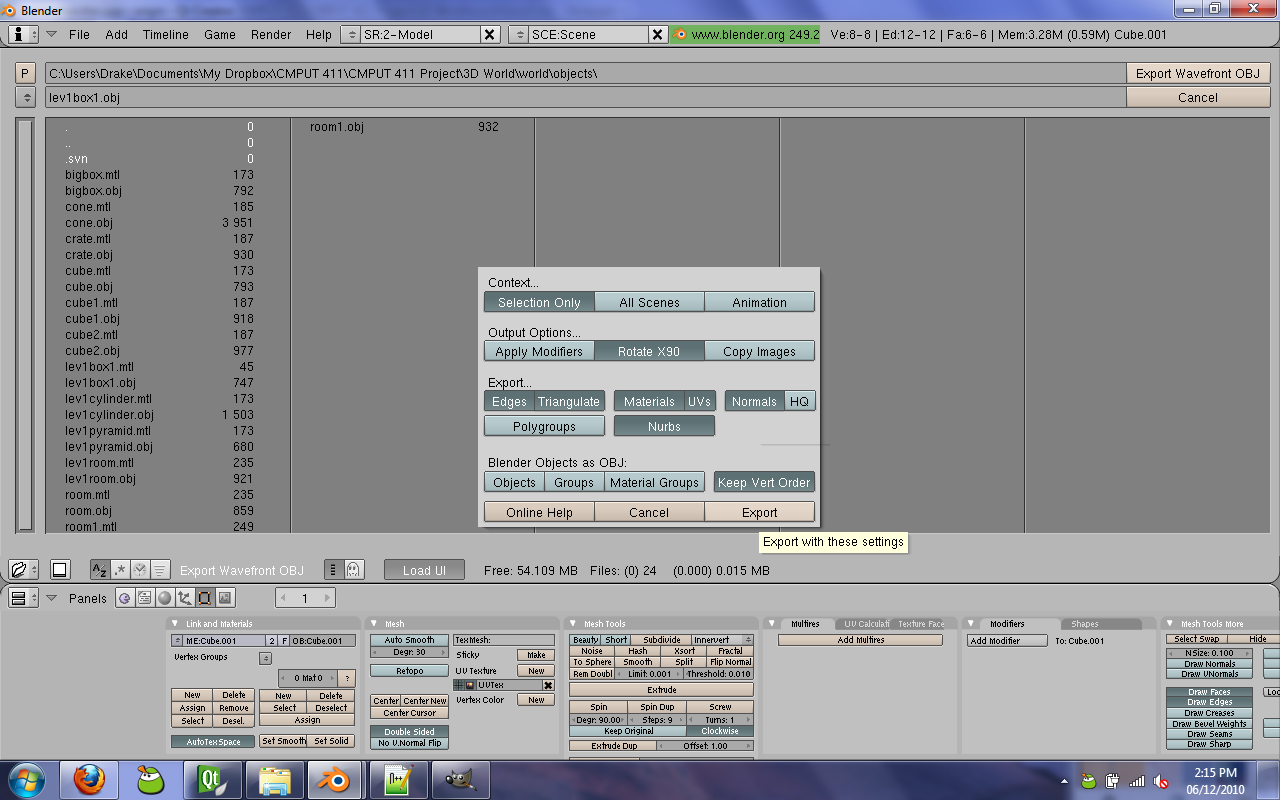 Blender
File Add Timeline Game Render Help SR:2-Model SCE:Scene www.blender.org 249.2 Ve:8-8 | Ed:12-12 | Fa:6-6 | Mem:3.28M (0.59M) Cube.001
P C:\Users\Drake\Documents\My Dropbox\CMPUT 411\CMPUT 411 Project\3D World\world\objects\ Export Wavefront OBJ
lev1box1.obj Cancel
. 0 room1.obj 932
.. 0
.svn 0
bigbox.mtl 173
bigbox.obj 792
cone.mtl 185
cone.obj 3 951
crate.mtl 187
crate.obj 930
cube.mtl 173
cube.obj 793
cube1.mtl 187
cube1.obj 918
cube2.mtl 187
cube2.obj 977
lev1box1.mtl 45
lev1box1.obj 747
lev1cylinder.mtl 173
lev1cylinder.obj 1 503
lev1pyramid.mtl 173
lev1pyramid.obj 680
lev1room.mtl 235
lev1room.obj 921
room.mtl 235
room.obj 859
room1.mtl 249
Context...
Selection Only All Scenes Animation
Output Options...
Apply Modifiers Rotate X90 Copy Images
Export...
Edges Triangulate Materials UVs Normals HQ
Polygroups Nurbs
Blender Objects as OBJ:
Objects Groups Material Groups Keep Vert Order
Online Help Cancel Export
Export with these settings
Export Wavefront OBJ Load UI Free: 54.109 MB Files: (0) 24 (0.000) 0.015 MB
Panels 1
Link and Materials
ME:Cube.001 2 F OB:Cube.001
Vertex Groups
0 Mat 0 ?
New Delete New Delete
Assign Remove Select Deselect
Select Desel. Assign
AutoTexSpace Set Smooth Set Solid
Mesh
Auto Smooth TexMesh:
Degr: 30 Sticky Make
Retopo UV Texture New
UVTex
Center Center New Vertex Color New
Center Cursor
Double Sided
No V.Normal Flip
Mesh Tools
Beauty Short Subdivide Innervert
Noise Hash Xsort Fractal
To Sphere Smooth Split Flip Normal
Rem Doubl Limit: 0.001 Threshold: 0.010
Extrude
Spin Spin Dup Screw
Degr: 90.00 Steps: 9 Turns: 1
Keep Original Clockwise
Extrude Dup Offset: 1.00
Multires UV Calculati Texture Face
Add Multires
Modifiers Shapes
Add Modifier To: Cube.001
Mesh Tools More
Select Swap Hide
NSize: 0.100
Draw Normals
Draw VNormals
Draw Faces Loc
Draw Edges
Draw Creases
Draw Bevel Weights
Draw Seams
Draw Sharp
Qt
2:15 PM
06/12/2010